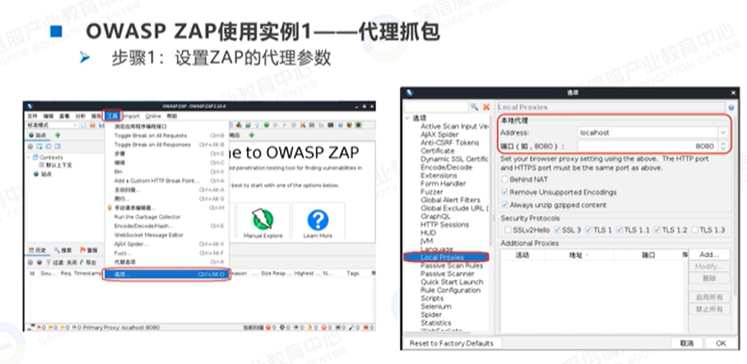 OWASP ZAP使用实例1——代理抓包
步骤1：设置ZAP的代理参数
OWASP ZAP - OWASP ZAP 2.10.0
文件 编辑 查看 分析 报告 工具 Import Online 帮助
标准模式
站点
Contexts
默认上下文
站点
浏览应用程序编程接口
Toggle Break on All Requests Ctrl+B
Toggle Break on All Responses Ctrl+Alt+B
步骤 Ctrl+S
继续 Ctrl+C
Bin Ctrl+X
Add a Custom HTTP Break Point... Ctrl+A
主动扫描... Ctrl+Alt+A
爬行... Ctrl+Alt+S
手动请求编辑器... Ctrl+M
Run the Garbage Collector
Encode/Decode/Hash... Ctrl+E
WebSocket Message Editor
AJAX Spider... Ctrl+Alt+X
Fuzz... Ctrl+Alt+F
代理选项
选项... Ctrl+Alt+O
ne to OWASP ZAP
d penetration testing tool for finding vulnerabilities in
best to start with one of the options below.
Manual Explore
Learn More
历史 搜索 警报
过滤: 关闭 导出
Id Sou... Req. Timestamp eason ... Size Resp... Highest ... N... Tags
Primary Proxy: localhost:8080
当前扫描
选项
选项
Active Scan Input Ve
AJAX Spider
Anti-CSRF Tokens
Certificate
Dynamic SSL Certific
Encode/Decode
Extensions
Form Handler
Fuzzer
Global Alert Filters
Global Exclude URL (
GraphQL
HTTP Sessions
HUD
JVM
Language
Local Proxies
Passive Scan Rules
Passive Scanner
Quick Start Launch
Rule Configuration
Scripts
Selenium
Spider
Statistics
Local Proxies
本地代理
Address: localhost
端口 (如, 8080) : 8080
Set your browser proxy setting using the above. The HTTP port
and HTTPS port must be the same port as above.
Behind NAT
Remove Unsupported Encodings
Always unzip gzipped content
Security Protocols
SSLv2Hello SSL 3 TLS 1 TLS 1.1 TLS 1.2 TLS 1.3
Additional Proxies
活动 地址 端口
Add...
Modify...
删除
启用所有
禁止所有
Reset to Factory Defaults
取消 OK